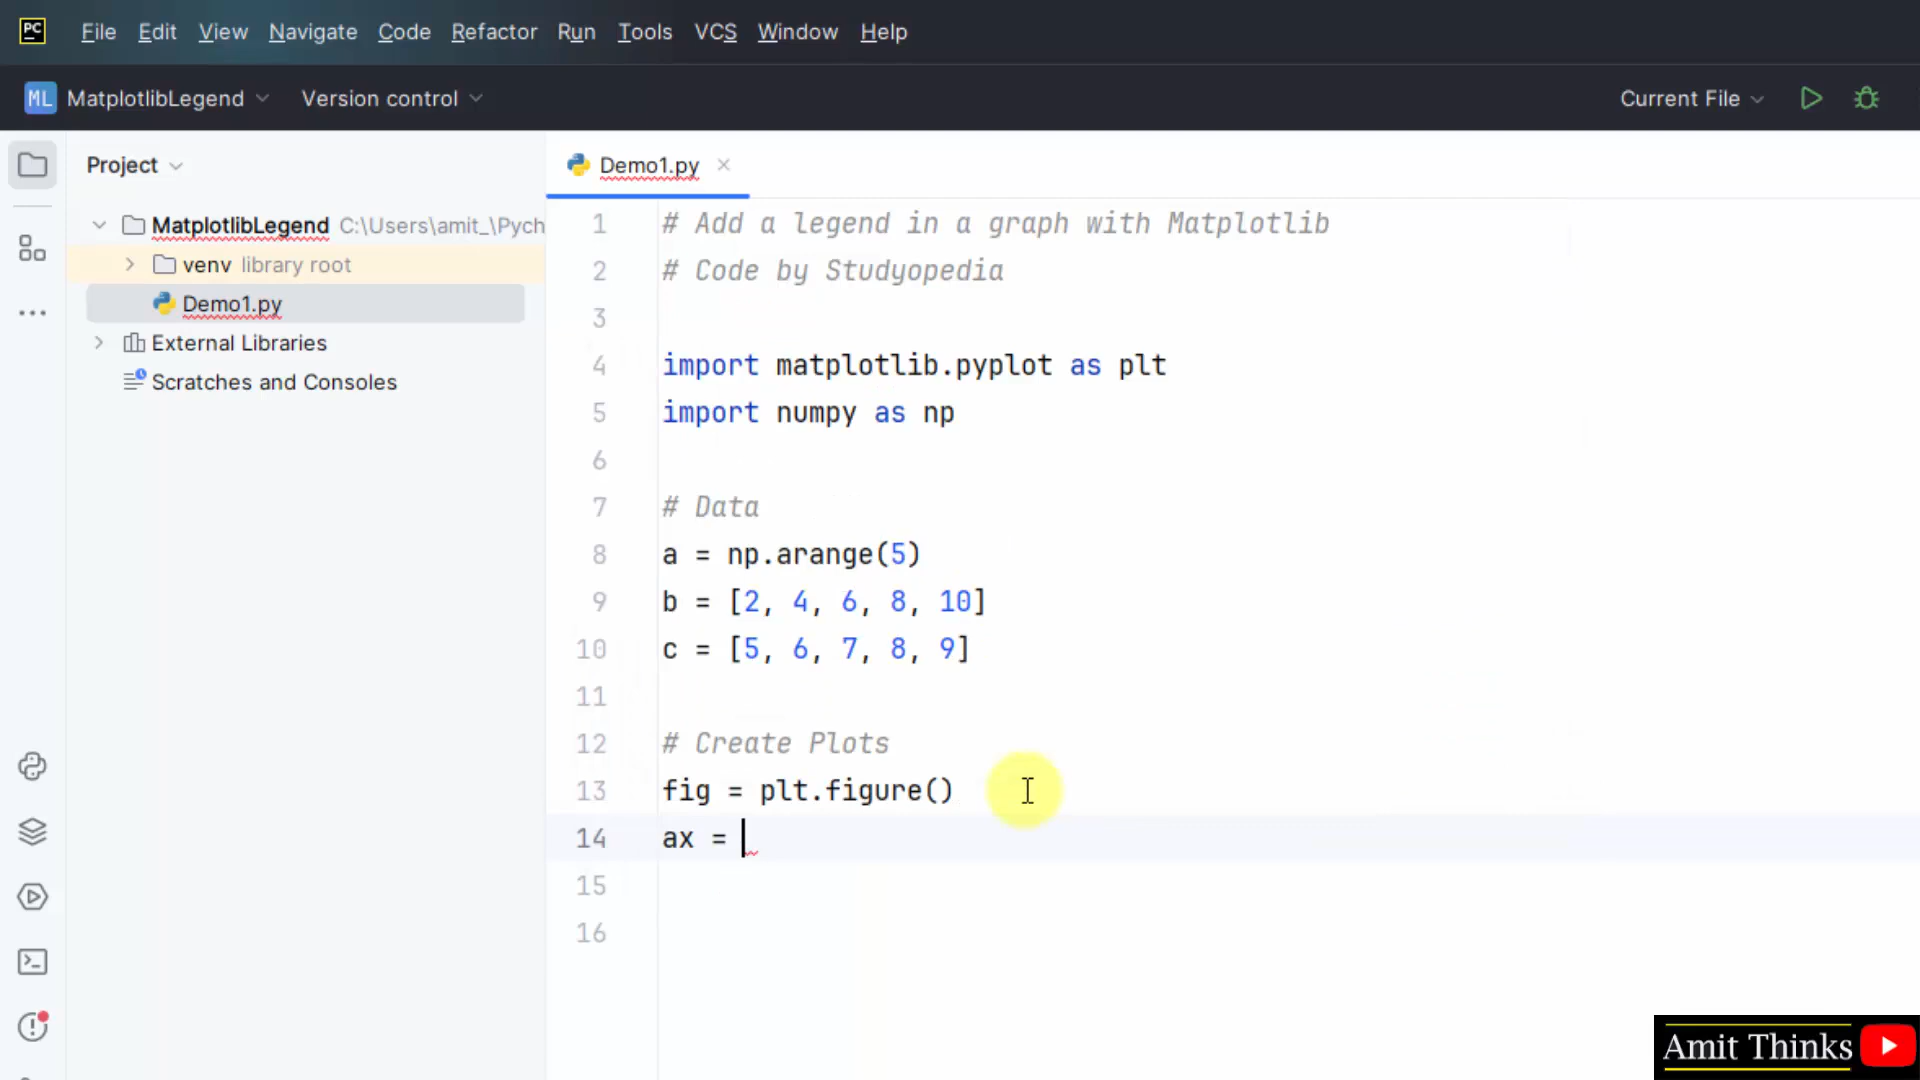 PC File Edit View Navigate Code Refactor Run Tools VCS Window Help
ML MatplotlibLegend Version control Current File
Project
Demo1.py
MatplotlibLegend C:\Users\amit_\Pych
venv library root
Demo1.py
External Libraries
Scratches and Consoles
1 # Add a legend in a graph with Matplotlib
2 # Code by Studyopedia
3
4 import matplotlib.pyplot as plt
5 import numpy as np
6
7 # Data
8 a = np.arange(5)
9 b = [2, 4, 6, 8, 10]
10 c = [5, 6, 7, 8, 9]
11
12 # Create Plots
13 fig = plt.figure()
14 ax =
15
16
Amit Thinks